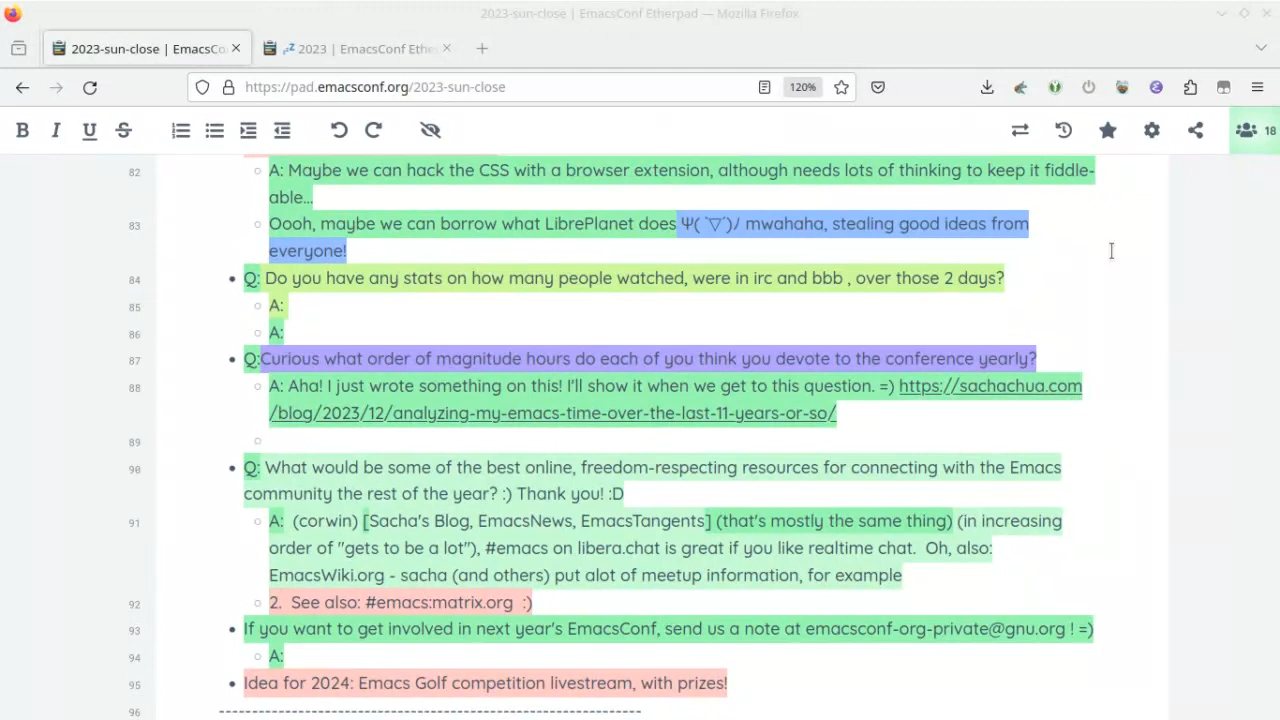 2023-sun-close | EmacsConf Etherpad — Mozilla Firefox
2023-sun-close | EmacsCo
2023 | EmacsConf Ethe
https://pad.emacsconf.org/2023-sun-close
120%
B I U S
18
82
A: Maybe we can hack the CSS with a browser extension, although needs lots of thinking to keep it fiddle-
able...
83
Oooh, maybe we can borrow what LibrePlanet does Ψ( `▽´)ﾉ mwahaha, stealing good ideas from
everyone!
84
Q: Do you have any stats on how many people watched, were in irc and bbb , over those 2 days?
85
A:
86
A:
87
Q:Curious what order of magnitude hours do each of you think you devote to the conference yearly?
88
A: Aha! I just wrote something on this! I'll show it when we get to this question. =) https://sachachua.com
/blog/2023/12/analyzing-my-emacs-time-over-the-last-11-years-or-so/
89
90
Q: What would be some of the best online, freedom-respecting resources for connecting with the Emacs
community the rest of the year? :) Thank you! :D
91
A:  (corwin) [Sacha's Blog, EmacsNews, EmacsTangents] (that's mostly the same thing) (in increasing
order of "gets to be a lot"), #emacs on libera.chat is great if you like realtime chat.  Oh, also:
EmacsWiki.org - sacha (and others) put alot of meetup information, for example
92
2.  See also: #emacs:matrix.org  :)
93
If you want to get involved in next year's EmacsConf, send us a note at emacsconf-org-private@gnu.org ! =)
94
A:
95
Idea for 2024: Emacs Golf competition livestream, with prizes!
96
----------------------------------------------------------------